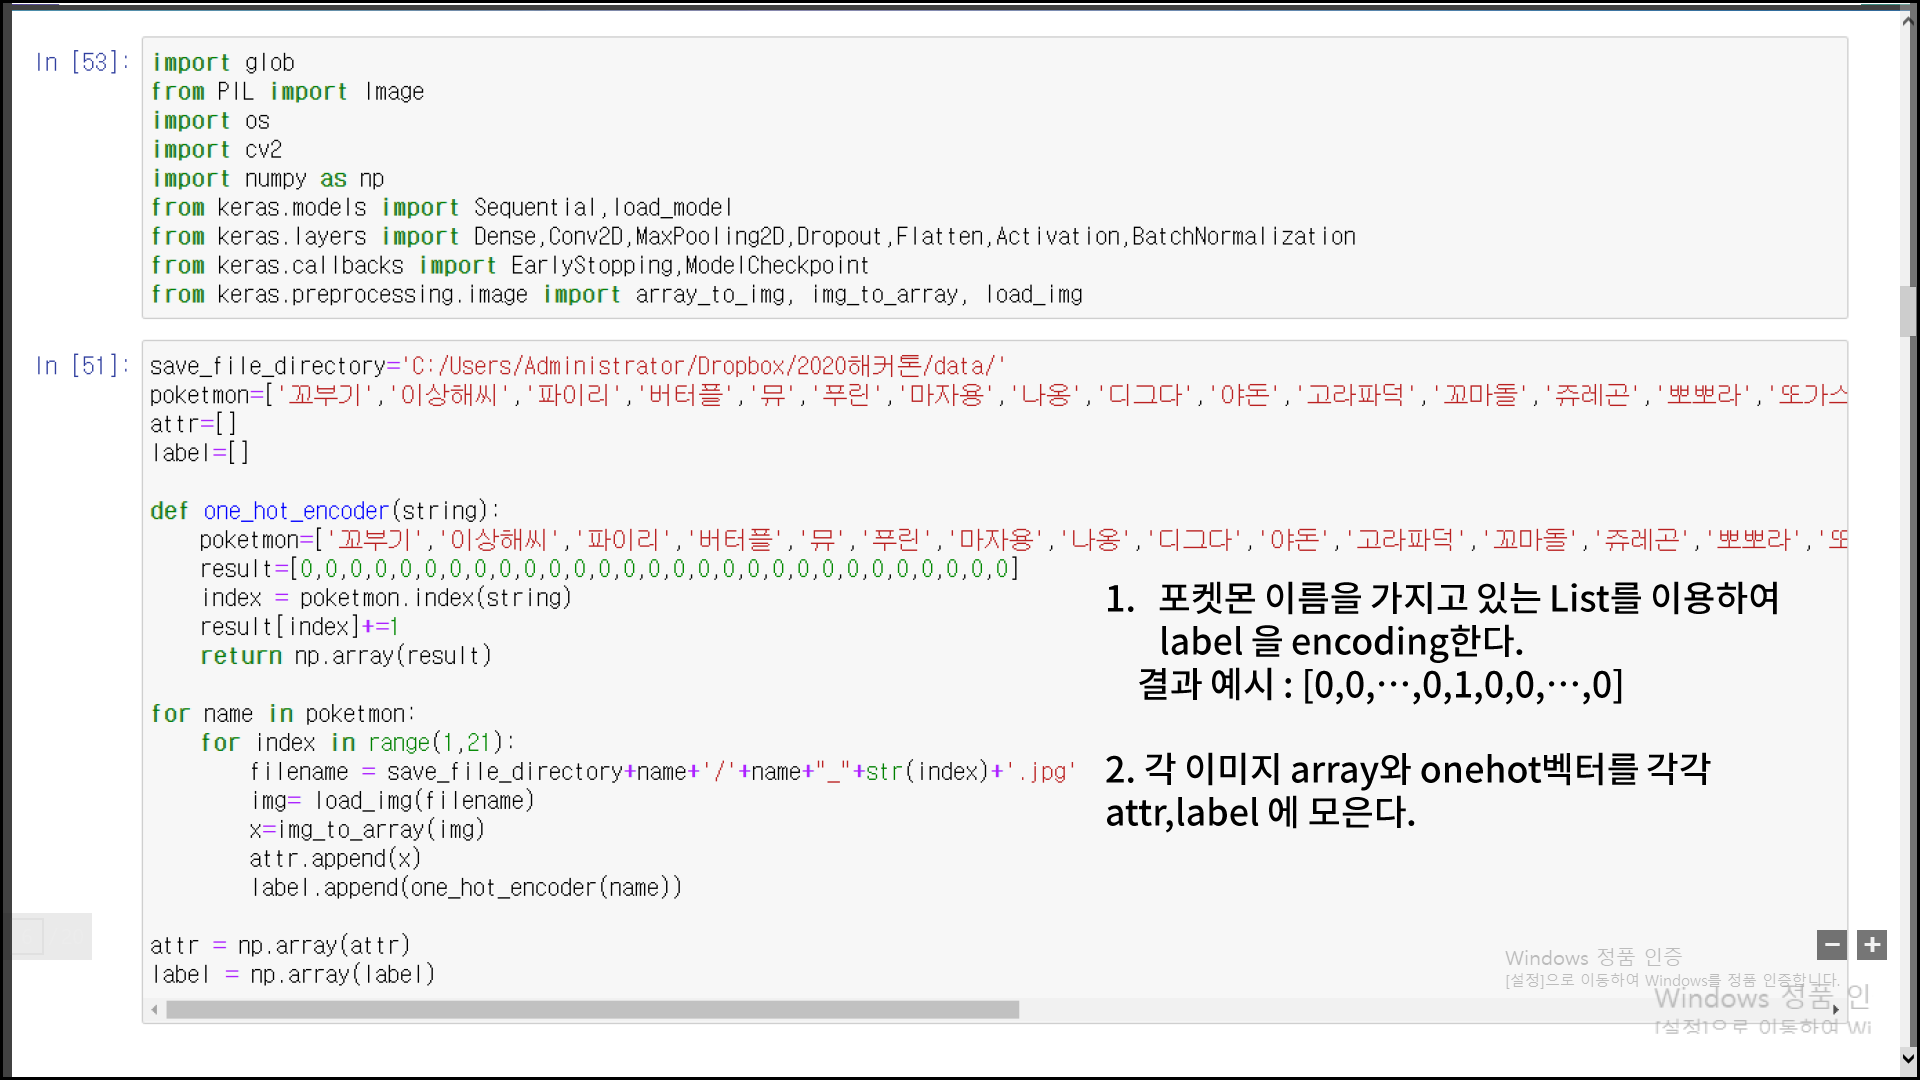 In [53]:
import glob
from PIL import Image
import os
import cv2
import numpy as np
from keras.models import Sequential,load_model
from keras.layers import Dense,Conv2D,MaxPooling2D,Dropout,Flatten,Activation,BatchNormalization
from keras.callbacks import EarlyStopping,ModelCheckpoint
from keras.preprocessing.image import array_to_img, img_to_array, load_img
In [51]:
save_file_directory='C:/Users/Administrator/Dropbox/2020해커톤/data/'
poketmon=['꼬부기','이상해씨','파이리','버터플','뮤','푸린','마자용','나옹','디그다','야돈','고라파덕','꼬마돌','쥬레곤','뽀뽀라','또가스
attr=[]
label=[]
def one_hot_encoder(string):
    poketmon=['꼬부기','이상해씨','파이리','버터플','뮤','푸린','마자용','나옹','디그다','야돈','고라파덕','꼬마돌','쥬레곤','뽀뽀라','또
    result=[0,0,0,0,0,0,0,0,0,0,0,0,0,0,0,0,0,0,0,0,0,0,0,0,0,0,0,0,0]
    index = poketmon.index(string)
    result[index]+=1
    return np.array(result)
for name in poketmon:
    for index in range(1,21):
        filename = save_file_directory+name+'/'+name+"_"+str(index)+'.jpg'
        img= load_img(filename)
        x=img_to_array(img)
        attr.append(x)
        label.append(one_hot_encoder(name))
attr = np.array(attr)
label = np.array(label)
1. 포켓몬 이름을 가지고 있는 List를 이용하여
label 을 encoding한다.
결과 예시 : [0,0,⋯,0,1,0,0,⋯,0]
2. 각 이미지 array와 onehot벡터를 각각
attr,label 에 모은다.
Windows 정품 인증
[설정]으로 이동하여 Windows를 정품 인증합니다.
Windows 정품 인
[설정]으로 이동하여 Wi